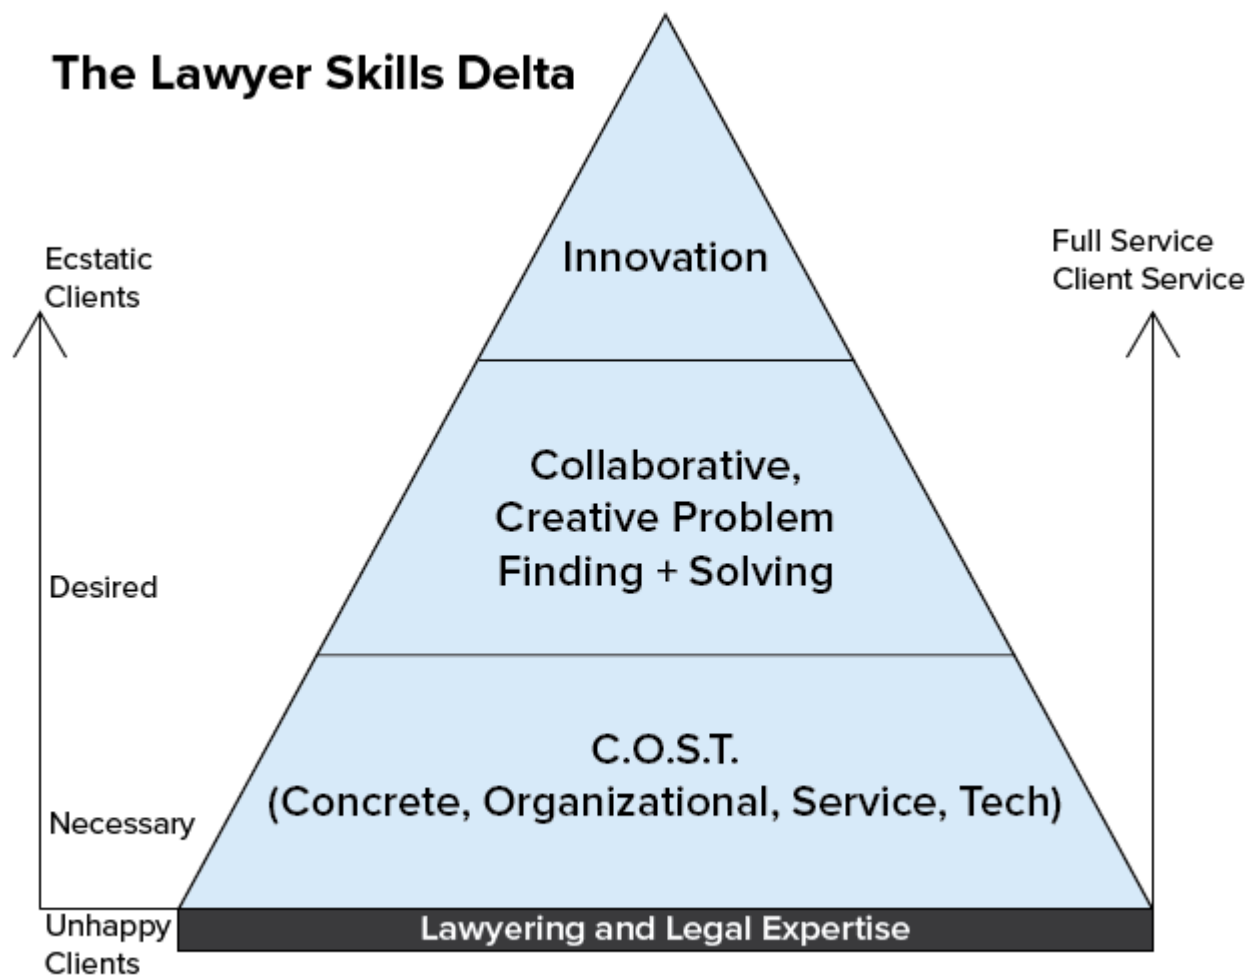 The Lawyer Skills Delta
Ecstatic
Clients
Full Service
Client Service
Innovation
Collaborative,
Creative Problem
Finding + Solving
Desired
C.O.S.T.
(Concrete, Organizational, Service, Tech)
Necessary
Unhappy
Clients
Lawyering and Legal Expertise